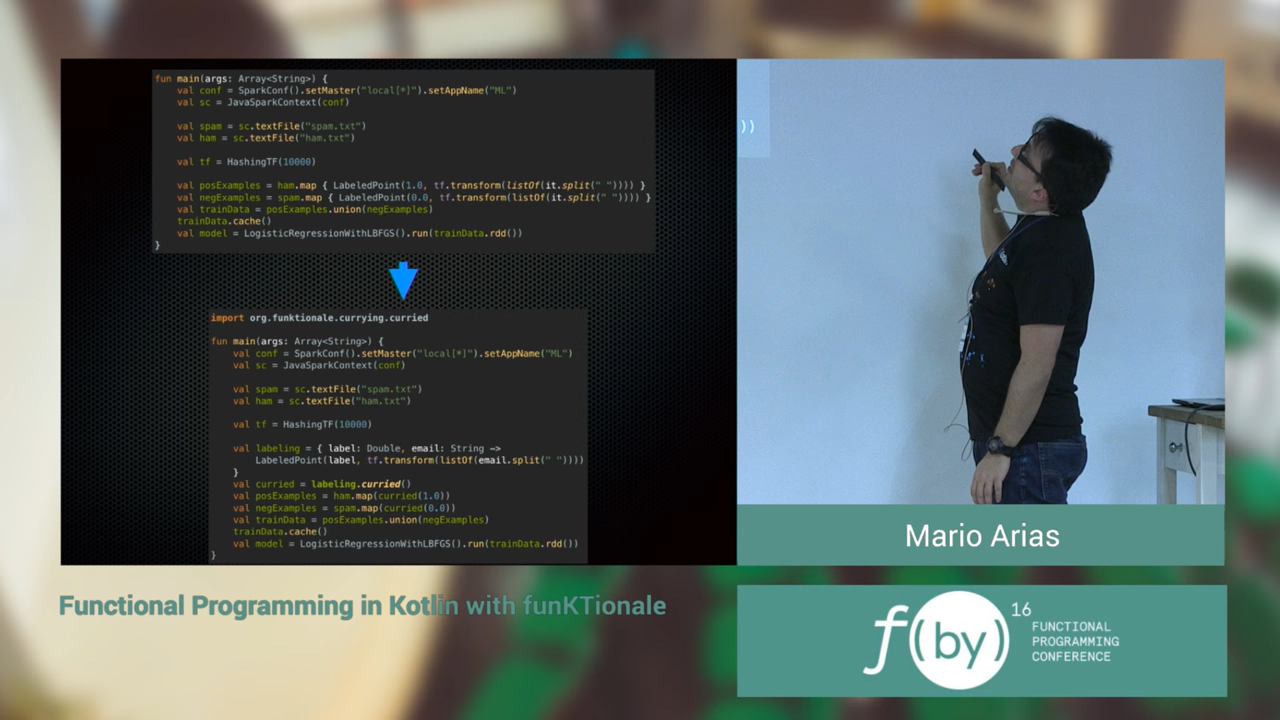 fun main(args: Array<String>) {
    val conf = SparkConf().setMaster("local[*]").setAppName("ML")
    val sc = JavaSparkContext(conf)
    val spam = sc.textFile("spam.txt")
    val ham = sc.textFile("ham.txt")
    val tf = HashingTF(10000)
    val posExamples = ham.map { LabeledPoint(1.0, tf.transform(listOf(it.split(" ")))) }
    val negExamples = spam.map { LabeledPoint(0.0, tf.transform(listOf(it.split(" ")))) }
    val trainData = posExamples.union(negExamples)
    trainData.cache()
    val model = LogisticRegressionWithLBFGS().run(trainData.rdd())
}
import org.funktionale.currying.curried
fun main(args: Array<String>) {
    val conf = SparkConf().setMaster("local[*]").setAppName("ML")
    val sc = JavaSparkContext(conf)
    val spam = sc.textFile("spam.txt")
    val ham = sc.textFile("ham.txt")
    val tf = HashingTF(10000)
    val labeling = { label: Double, email: String ->
        LabeledPoint(label, tf.transform(listOf(email.split(" "))))
    }
    val curried = labeling.curried()
    val posExamples = ham.map(curried(1.0))
    val negExamples = spam.map(curried(0.0))
    val trainData = posExamples.union(negExamples)
    trainData.cache()
    val model = LogisticRegressionWithLBFGS().run(trainData.rdd())
}
))
Mario Arias
Functional Programming in Kotlin with funKTionale
f(by) 16
FUNCTIONAL
PROGRAMMING
CONFERENCE